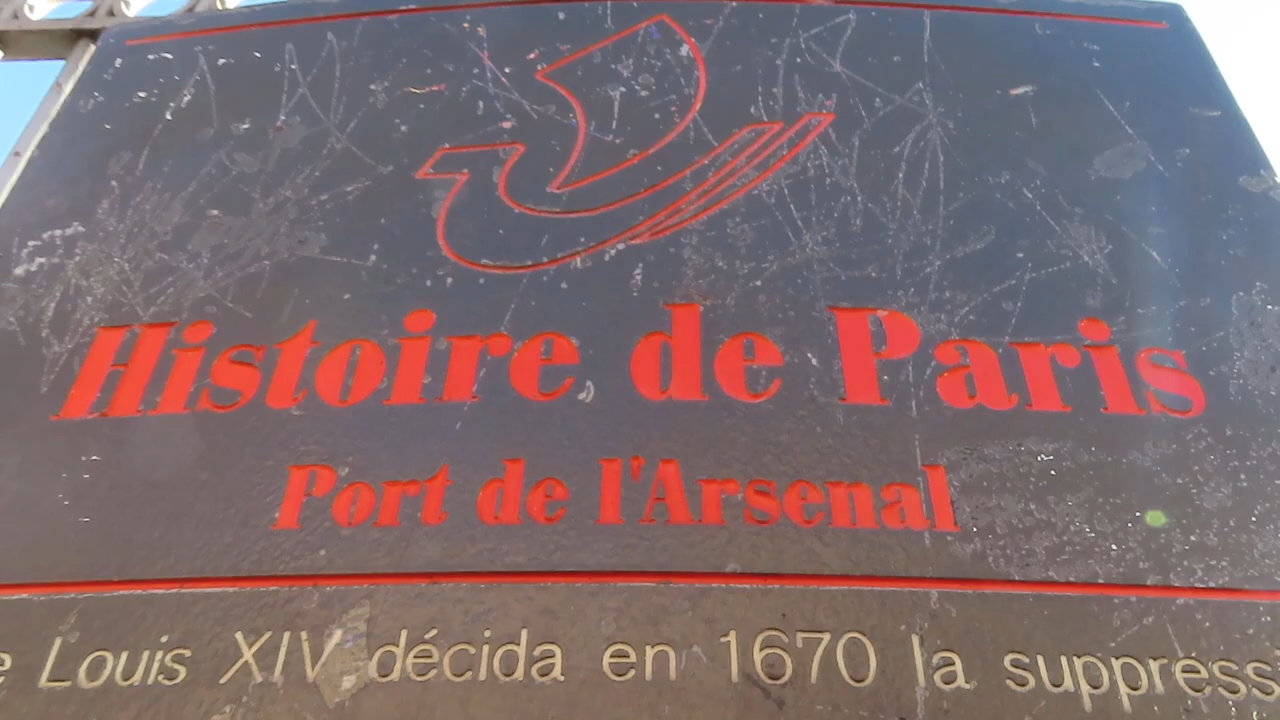 Histoire de Paris
Port de l'Arsenal
Louis XIV décida en 1670 la